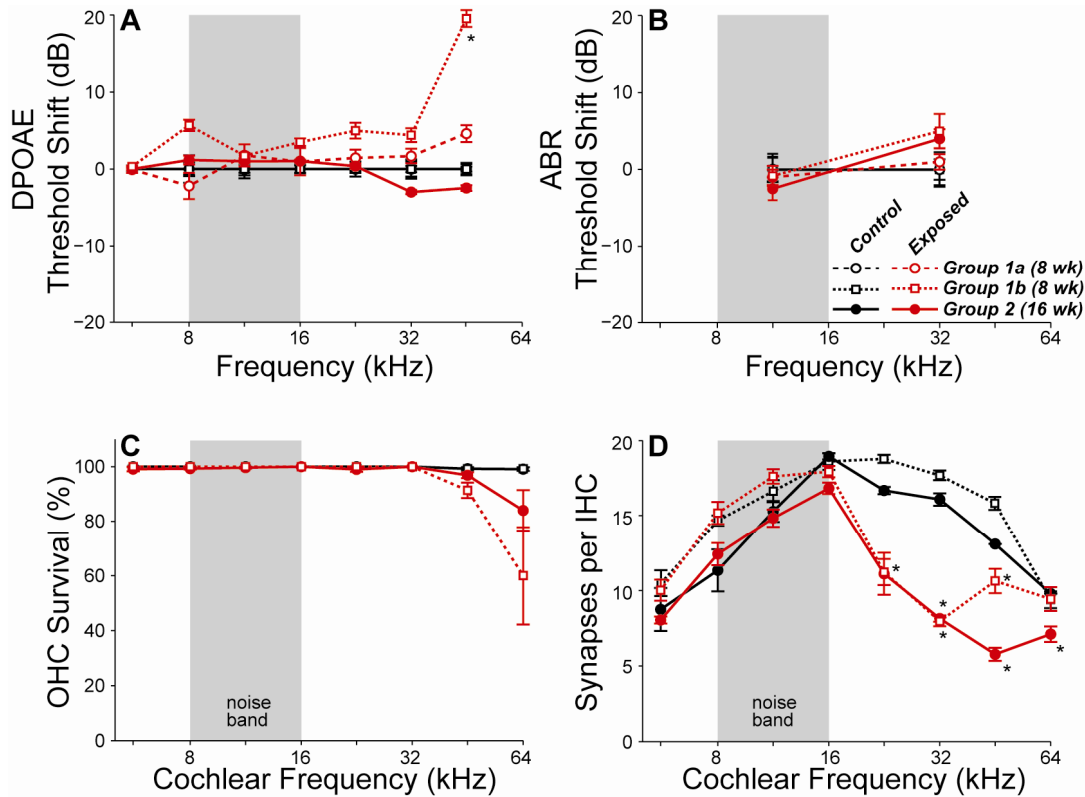 A
DPOAE
Threshold Shift (dB)
20
10
0
−10
−20
*
8
16
32
64
Frequency (kHz)
B
ABR
Threshold Shift (dB)
20
10
0
−10
−20
Control
Exposed
Group 1a (8 wk)
Group 1b (8 wk)
Group 2 (16 wk)
8
16
32
64
Frequency (kHz)
C
OHC Survival (%)
100
80
60
40
20
0
noise
band
8
16
32
64
Cochlear Frequency (kHz)
D
Synapses per IHC
20
15
10
5
0
*
*
*
*
*
*
noise
band
8
16
32
64
Cochlear Frequency (kHz)